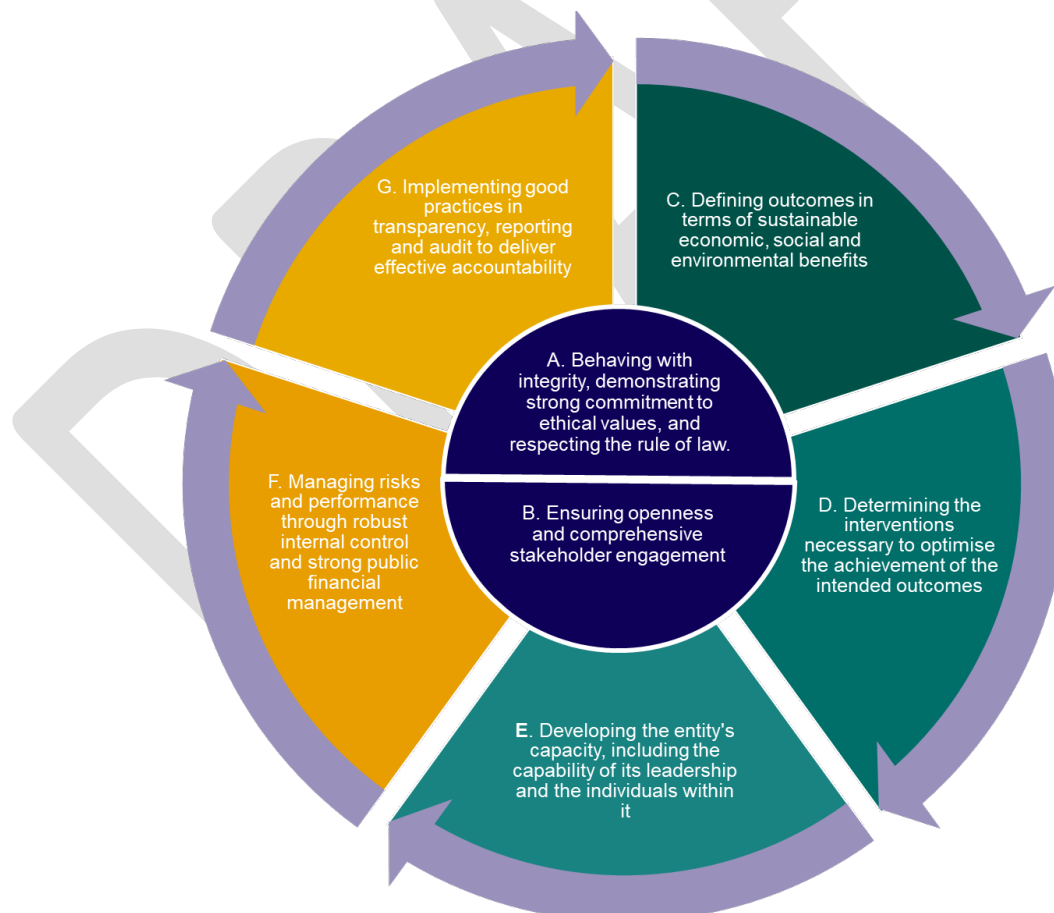 G. Implementing good
practices in
transparency, reporting
and audit to deliver
effective accountability
C. Defining outcomes in
terms of sustainable
economic, social and
environmental benefits
A. Behaving with
integrity, demonstrating
strong commitment to
ethical values, and
respecting the rule of law.
B. Ensuring openness
and comprehensive
stakeholder engagement
F. Managing risks
and performance
through robust
internal control
and strong public
financial
management
D. Determining the
interventions
necessary to optimise
the achievement of the
intended outcomes
E. Developing the entity's
capacity, including the
capability of its leadership
and the individuals within
it